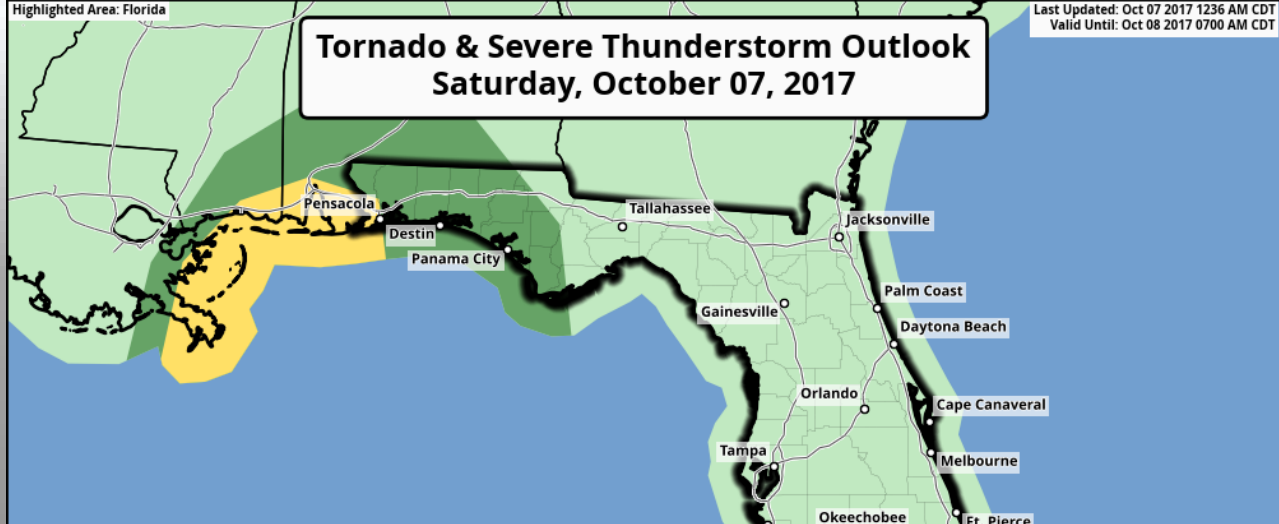 Highlighted Area: Florida
Last Updated: Oct 07 2017 1236 AM CDT
Valid Until: Oct 08 2017 0700 AM CDT
Tornado & Severe Thunderstorm Outlook
Saturday, October 07, 2017
Pensacola
Tallahassee
Jacksonville
Destin
Panama City
Palm Coast
Gainesville
Daytona Beach
Orlando
Cape Canaveral
Tampa
Melbourne
Okeechobee
Ft. Pierce